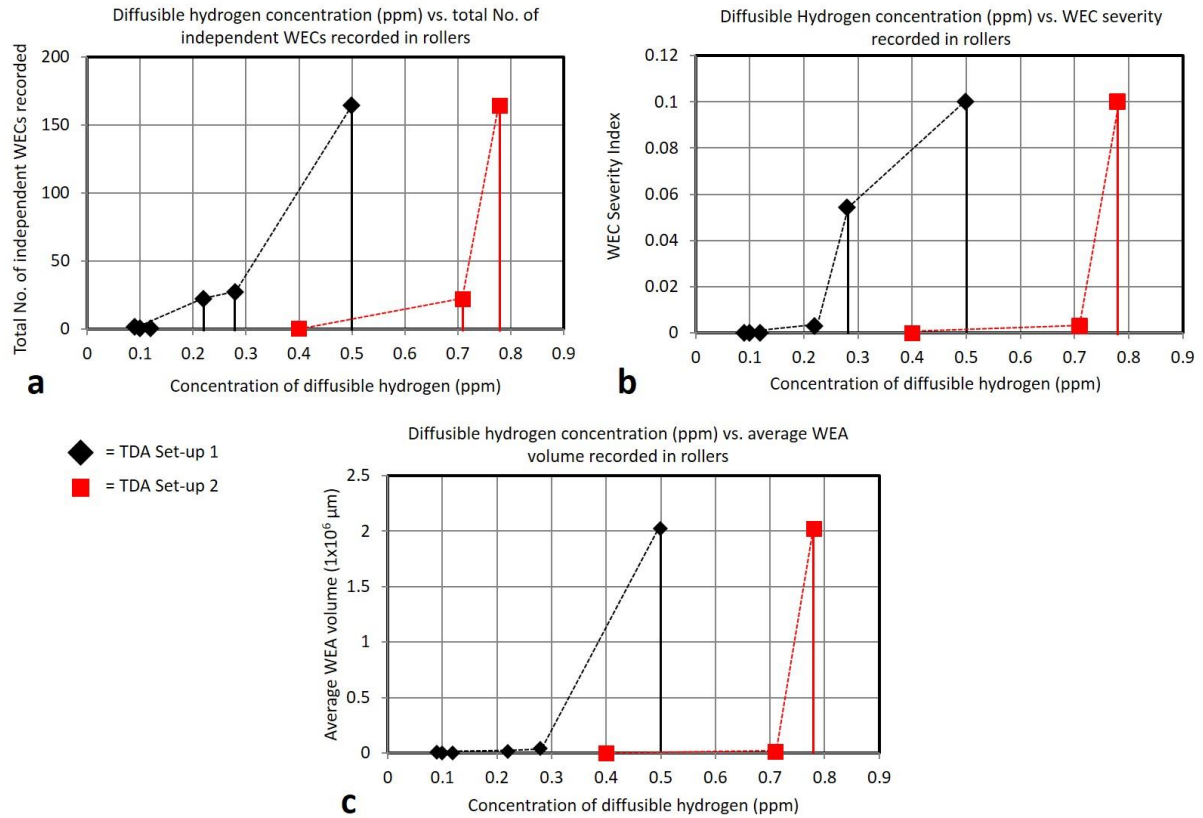 Diffusible hydrogen concentration (ppm) vs. total No. of
independent WECs recorded in rollers
Total No. of independent WECs recorded
200
150
100
50
0
0 0.1 0.2 0.3 0.4 0.5 0.6 0.7 0.8 0.9
Concentration of diffusible hydrogen (ppm)
a
Diffusible Hydrogen concentration (ppm) vs. WEC severity
recorded in rollers
WEC Severity Index
0.12
0.1
0.08
0.06
0.04
0.02
0
0 0.1 0.2 0.3 0.4 0.5 0.6 0.7 0.8 0.9
Concentration of diffusible hydrogen (ppm)
b
= TDA Set-up 1
= TDA Set-up 2
Diffusible hydrogen concentration (ppm) vs. average WEA
volume recorded in rollers
Average WEA volume (1x10⁶ µm)
2.5
2
1.5
1
0.5
0
0 0.1 0.2 0.3 0.4 0.5 0.6 0.7 0.8 0.9
Concentration of diffusible hydrogen (ppm)
c